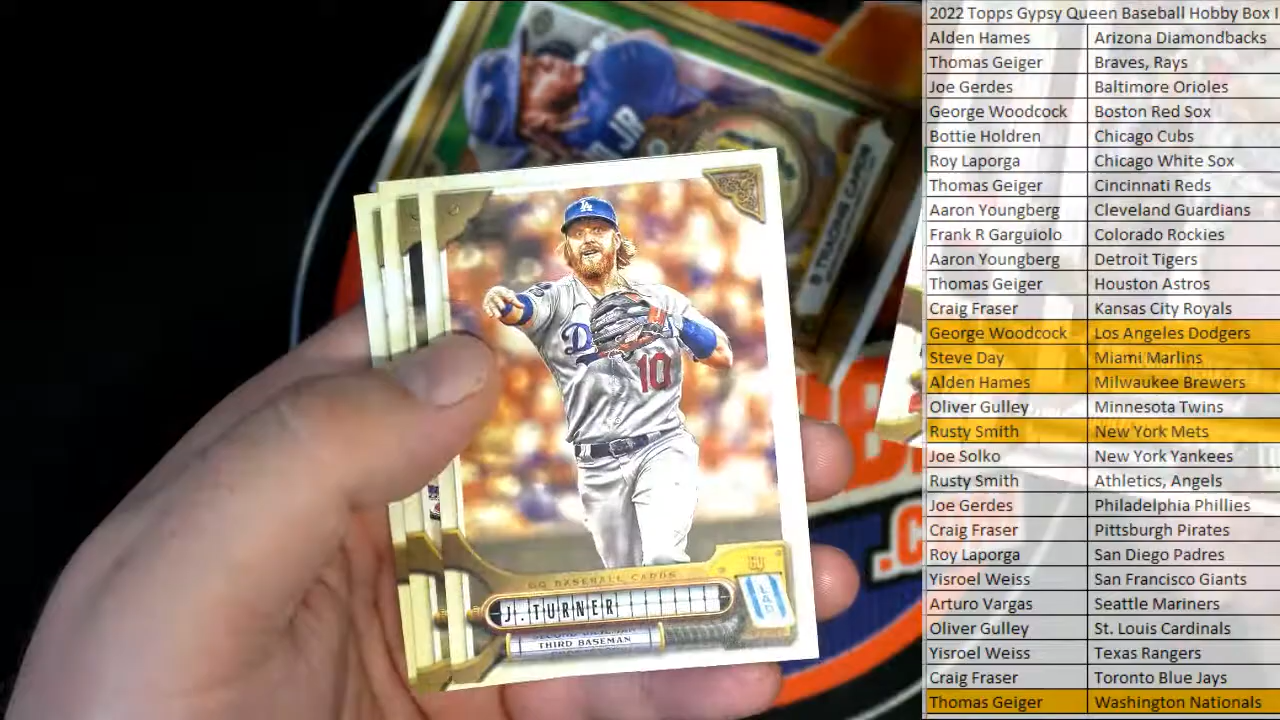 2022 Topps Gypsy Queen Baseball Hobby Box
Alden Hames Arizona Diamondbacks
Thomas Geiger Braves, Rays
Joe Gerdes Baltimore Orioles
George Woodcock Boston Red Sox
Bottie Holdren Chicago Cubs
Roy Laporga Chicago White Sox
Thomas Geiger Cincinnati Reds
Aaron Youngberg Cleveland Guardians
Frank R Garguiolo Colorado Rockies
Aaron Youngberg Detroit Tigers
Thomas Geiger Houston Astros
Craig Fraser Kansas City Royals
George Woodcock Los Angeles Dodgers
Steve Day Miami Marlins
Alden Hames Milwaukee Brewers
Oliver Gulley Minnesota Twins
Rusty Smith New York Mets
Joe Solko New York Yankees
Rusty Smith Athletics, Angels
Joe Gerdes Philadelphia Phillies
Craig Fraser Pittsburgh Pirates
Roy Laporga San Diego Padres
Yisroel Weiss San Francisco Giants
Arturo Vargas Seattle Mariners
Oliver Gulley St. Louis Cardinals
Yisroel Weiss Texas Rangers
Craig Fraser Toronto Blue Jays
Thomas Geiger Washington Nationals
JR
LA
D
10
GQ BASEBALL CARDS
J. TURNER
SECOND BASEMAN
THIRD BASEMAN
LAD